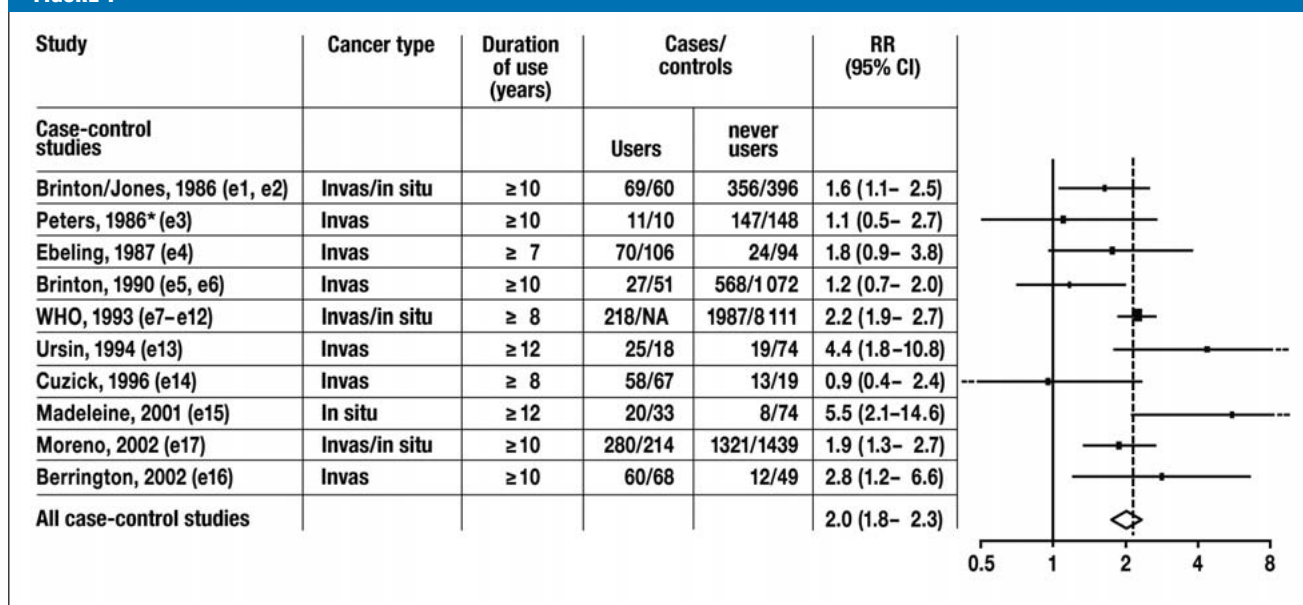 Study Cancer type Duration of use (years) Cases/ controls RR (95% CI)
Case-control studies Users never users
Brinton/Jones, 1986 (e1, e2) Invas/in situ ≥10 69/60 356/396 1.6 (1.1– 2.5)
Peters, 1986* (e3) Invas ≥10 11/10 147/148 1.1 (0.5– 2.7)
Ebeling, 1987 (e4) Invas ≥ 7 70/106 24/94 1.8 (0.9– 3.8)
Brinton, 1990 (e5, e6) Invas ≥10 27/51 568/1 072 1.2 (0.7– 2.0)
WHO, 1993 (e7–e12) Invas/in situ ≥ 8 218/NA 1987/8 111 2.2 (1.9– 2.7)
Ursin, 1994 (e13) Invas ≥12 25/18 19/74 4.4 (1.8–10.8)
Cuzick, 1996 (e14) Invas ≥ 8 58/67 13/19 0.9 (0.4– 2.4)
Madeleine, 2001 (e15) In situ ≥12 20/33 8/74 5.5 (2.1–14.6)
Moreno, 2002 (e17) Invas/in situ ≥10 280/214 1321/1439 1.9 (1.3– 2.7)
Berrington, 2002 (e16) Invas ≥10 60/68 12/49 2.8 (1.2– 6.6)
All case-control studies 2.0 (1.8– 2.3)
0.5 1 2 4 8